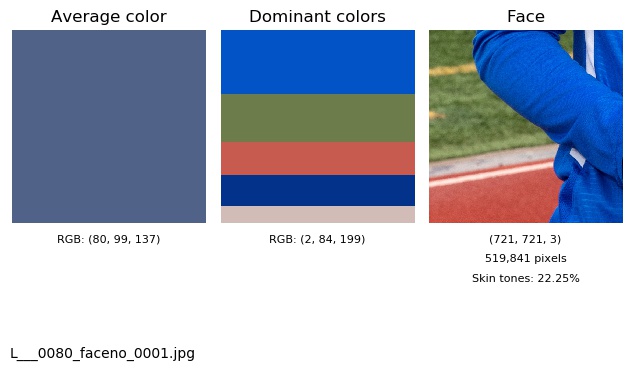 Average color
Dominant colors
Face
RGB: (80, 99, 137)
RGB: (2, 84, 199)
(721, 721, 3)
519,841 pixels
Skin tones: 22.25%
L___0080_faceno_0001.jpg